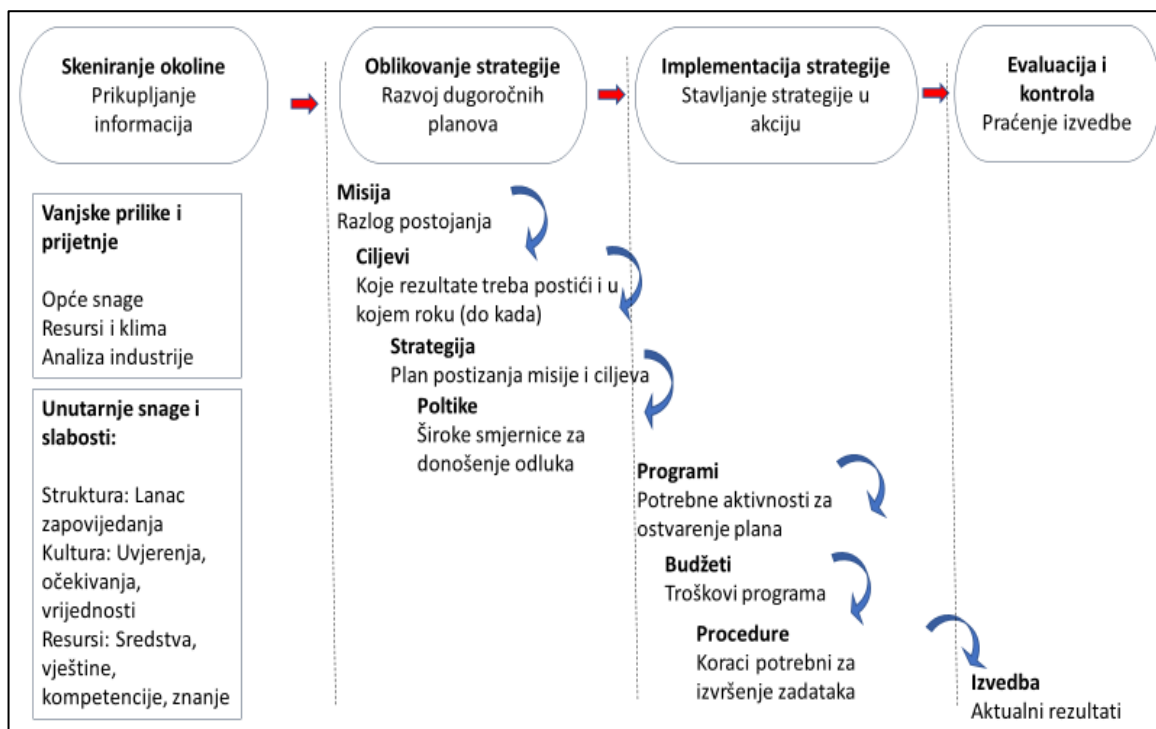 Skeniranje okoline
Prikupljanje
informacija
Oblikovanje strategije
Razvoj dugoročnih
planova
Implementacija strategije
Stavljanje strategije u
akciju
Evaluacija i
kontrola
Praćenje izvedbe
Vanjske prilike i
prijetnje
Opće snage
Resursi i klima
Analiza industrije
Unutarnje snage i
slabosti:
Struktura: Lanac
zapovijedanja
Kultura: Uvjerenja,
očekivanja,
vrijednosti
Resursi: Sredstva,
vještine,
kompetencije, znanje
Misija
Razlog postojanja
Ciljevi
Koje rezultate treba postići i u
kojem roku (do kada)
Strategija
Plan postizanja misije i ciljeva
Poltike
Široke smjernice za
donošenje odluka
Programi
Potrebne aktivnosti za
ostvarenje plana
Budžeti
Troškovi programa
Procedure
Koraci potrebni za
izvršenje zadataka
Izvedba
Aktualni rezultati